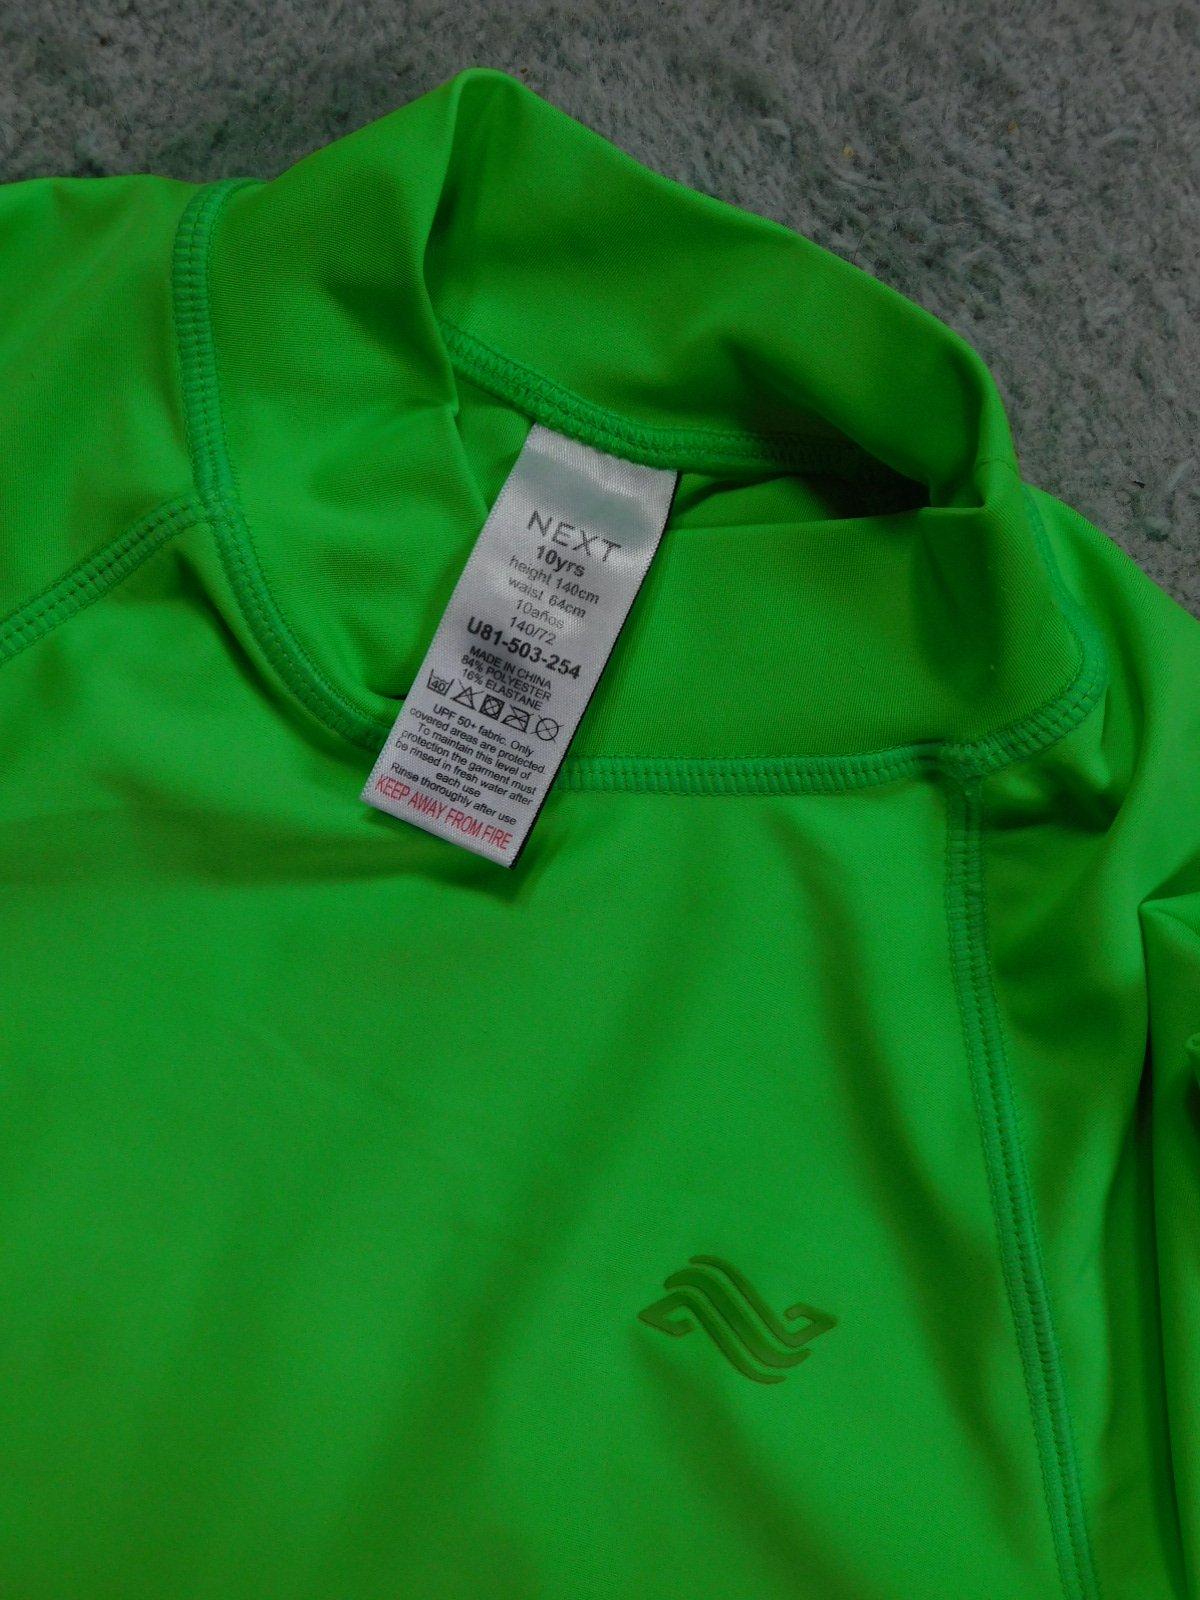 NEXT
10yrs
height 140cm
waist 64cm
10años
140/72
U81-503-254
MADE IN CHINA
84% POLYESTER
16% ELASTANE
40
UPF 50+ fabric. Only
covered areas are protected.
To maintain this level of
protection the garment must
be rinsed in fresh water after
each use
Rinse thoroughly after use
KEEP AWAY FROM FIRE